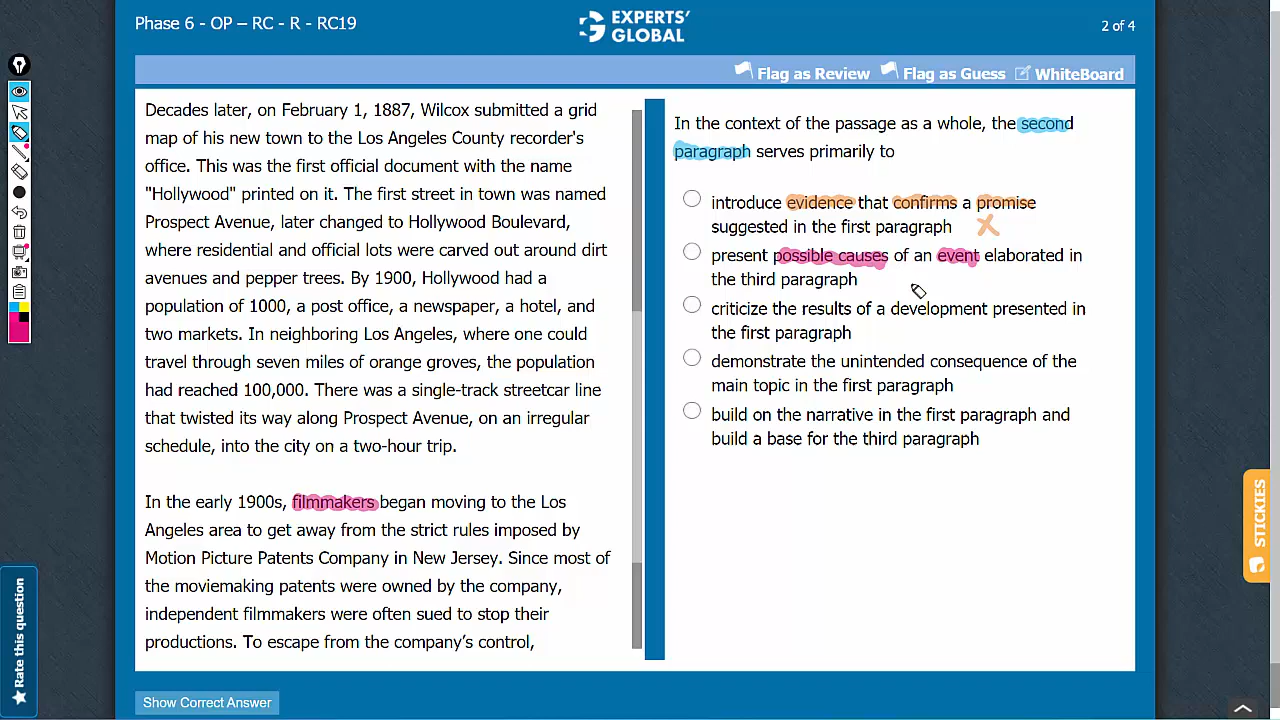 Phase 6 - OP – RC - R - RC19
EXPERTS'
GLOBAL
2 of 4
Flag as Review
Flag as Guess
WhiteBoard
Decades later, on February 1, 1887, Wilcox submitted a grid
map of his new town to the Los Angeles County recorder's
office. This was the first official document with the name
"Hollywood" printed on it. The first street in town was named
Prospect Avenue, later changed to Hollywood Boulevard,
where residential and official lots were carved out around dirt
avenues and pepper trees. By 1900, Hollywood had a
population of 1000, a post office, a newspaper, a hotel, and
two markets. In neighboring Los Angeles, where one could
travel through seven miles of orange groves, the population
had reached 100,000. There was a single-track streetcar line
that twisted its way along Prospect Avenue, on an irregular
schedule, into the city on a two-hour trip.
In the early 1900s, filmmakers began moving to the Los
Angeles area to get away from the strict rules imposed by
Motion Picture Patents Company in New Jersey. Since most of
the moviemaking patents were owned by the company,
independent filmmakers were often sued to stop their
productions. To escape from the company's control,
In the context of the passage as a whole, the second
paragraph serves primarily to
introduce evidence that confirms a promise
suggested in the first paragraph
present possible causes of an event elaborated in
the third paragraph
criticize the results of a development presented in
the first paragraph
demonstrate the unintended consequence of the
main topic in the first paragraph
build on the narrative in the first paragraph and
build a base for the third paragraph
STICKIES
Rate this question
Show Correct Answer